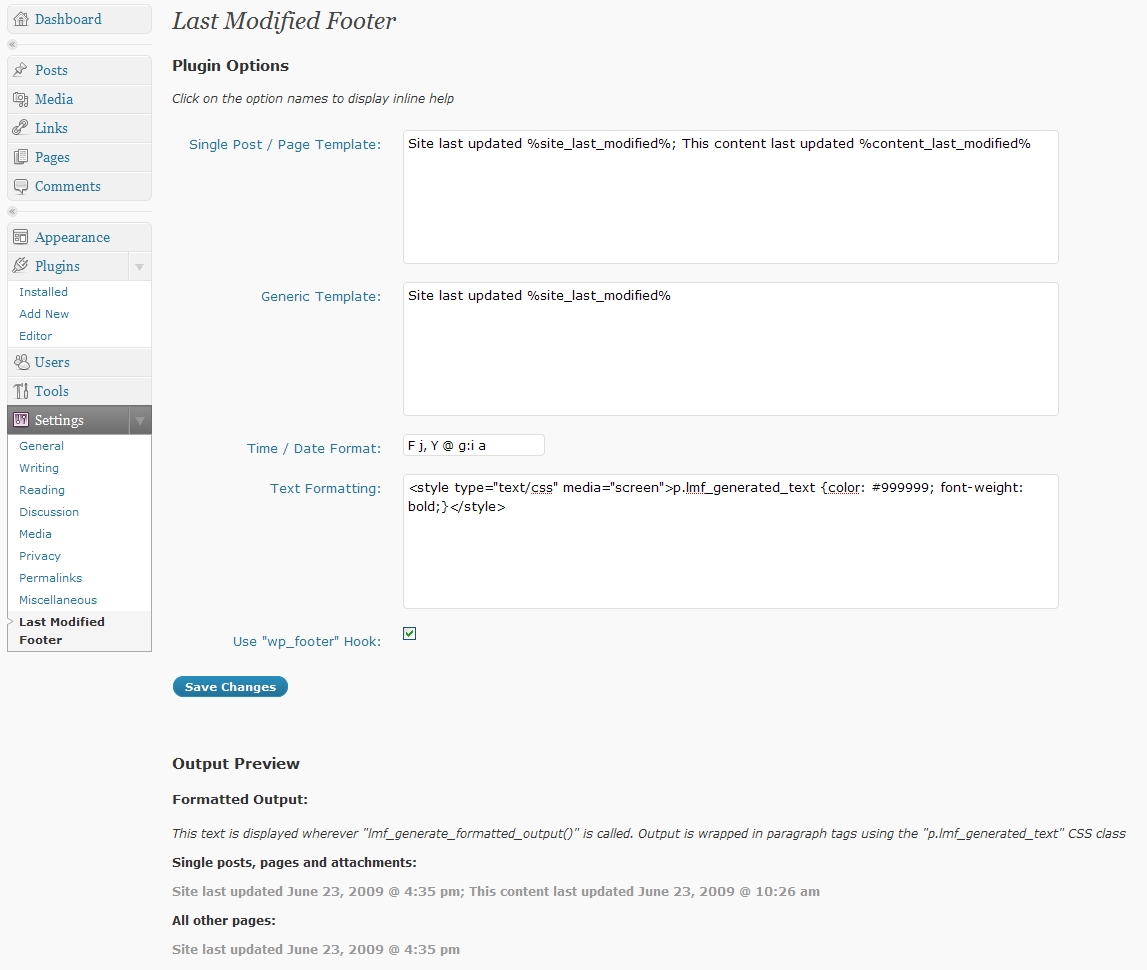 Dashboard
Posts
Media
Links
Pages
Comments
Appearance
Plugins
Installed
Add New
Editor
Users
Tools
Settings
General
Writing
Reading
Discussion
Media
Privacy
Permalinks
Miscellaneous
Last Modified
Footer
Last Modified Footer
Plugin Options
Click on the option names to display inline help
Single Post / Page Template:
Site last updated %site_last_modified%; This content last updated %content_last_modified%
Generic Template:
Site last updated %site_last_modified%
Time / Date Format:
F j, Y @ g:i a
Text Formatting:
<style type="text/css" media="screen">p.lmf_generated_text {color: #999999; font-weight:
bold;}</style>
Use "wp_footer" Hook:
Save Changes
Output Preview
Formatted Output:
This text is displayed wherever "lmf_generate_formatted_output()" is called. Output is wrapped in paragraph tags using the "p.lmf_generated_text" CSS class
Single posts, pages and attachments:
Site last updated June 23, 2009 @ 4:35 pm; This content last updated June 23, 2009 @ 10:26 am
All other pages:
Site last updated June 23, 2009 @ 4:35 pm